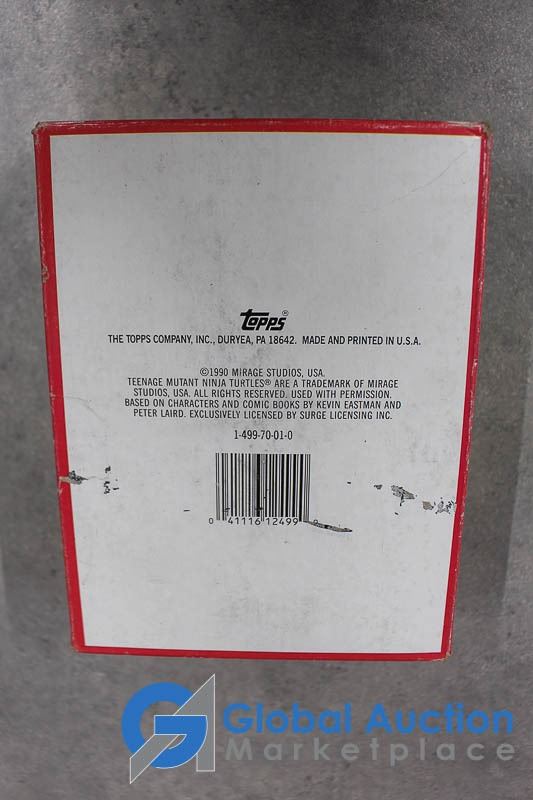 Topps®
THE TOPPS COMPANY, INC., DURYEA, PA 18642. MADE AND PRINTED IN U.S.A.
©1990 MIRAGE STUDIOS, USA.
TEENAGE MUTANT NINJA TURTLES® ARE A TRADEMARK OF MIRAGE
STUDIOS, USA. ALL RIGHTS RESERVED. USED WITH PERMISSION.
BASED ON CHARACTERS AND COMIC BOOKS BY KEVIN EASTMAN AND
PETER LAIRD. EXCLUSIVELY LICENSED BY SURGE LICENSING INC.
1-499-70-01-0
0 41116 12499
GA Global Auction
Marketplace